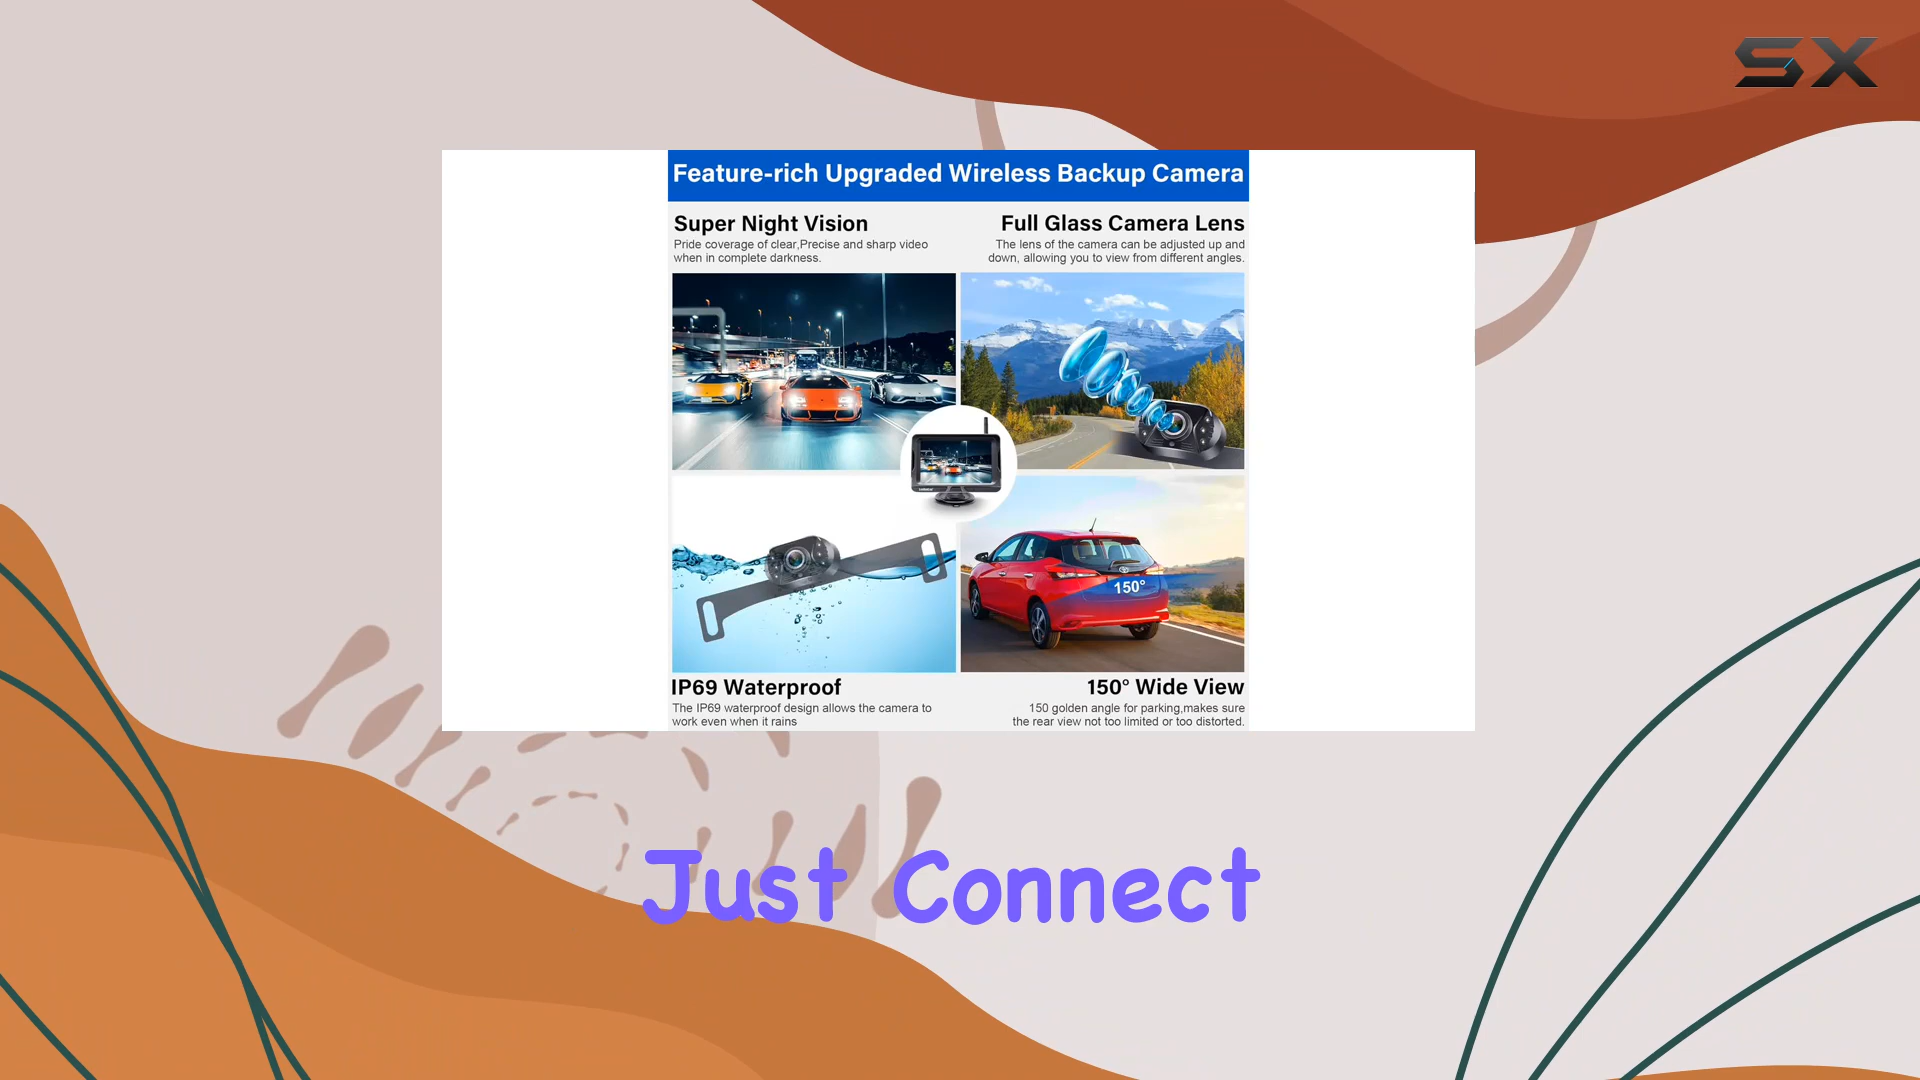 SX
Feature-rich Upgraded Wireless Backup Camera
Super Night Vision
Pride coverage of clear,Precise and sharp video
when in complete darkness.
Full Glass Camera Lens
The lens of the camera can be adjusted up and
down, allowing you to view from different angles.
150°
IP69 Waterproof
The IP69 waterproof design allows the camera to
work even when it rains
150° Wide View
150 golden angle for parking,makes sure
the rear view not too limited or too distorted.
Just Connect